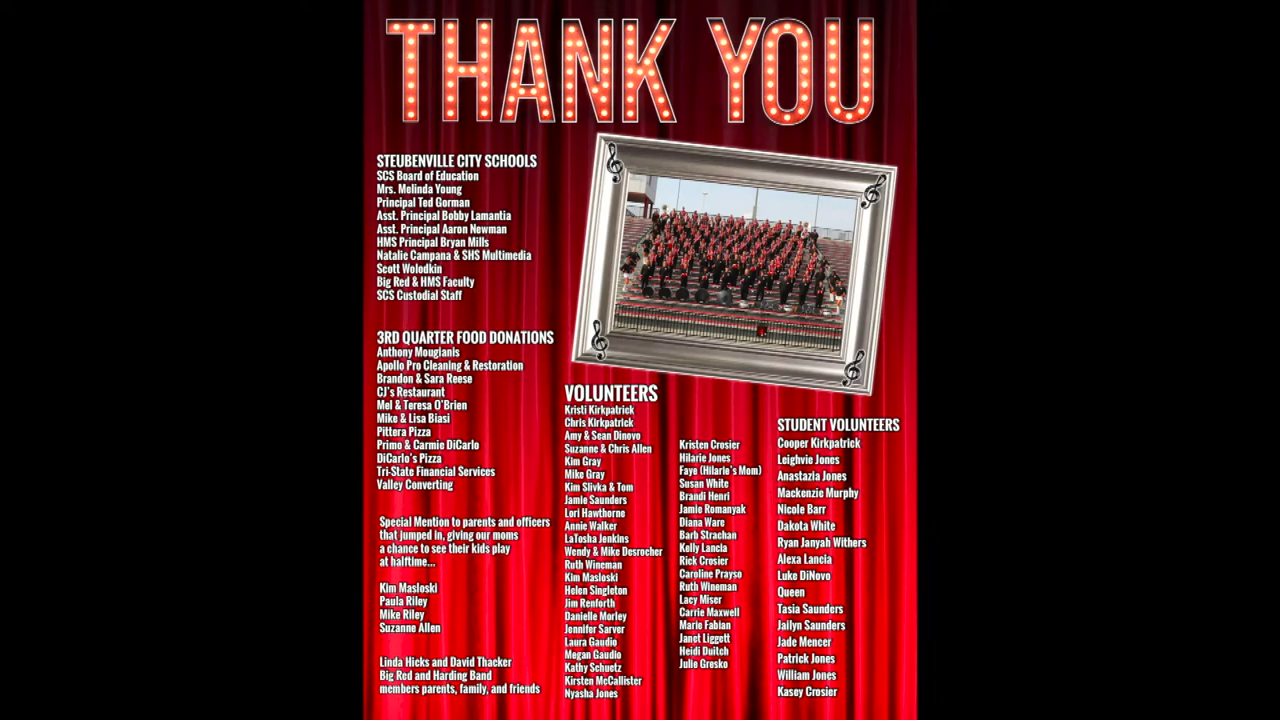 THANK YOU
STEUBENVILLE CITY SCHOOLS
SCS Board of Education
Mrs. Melinda Young
Principal Ted Gorman
Asst. Principal Bobby Lamantia
Asst. Principal Aaron Newman
HMS Principal Bryan Mills
Natalie Campana & SHS Multimedia
Scott Wolodkin
Big Red & HMS Faculty
SCS Custodial Staff
3RD QUARTER FOOD DONATIONS
Anthony Mougianis
Apollo Pro Cleaning & Restoration
Brandon & Sara Reese
CJ's Restaurant
Mel & Teresa O'Brien
Mike & Lisa Biasi
Pittera Pizza
Primo & Carmie DiCarlo
DiCarlo's Pizza
Tri-State Financial Services
Valley Converting
Special Mention to parents and officers
that jumped in, giving our moms
a chance to see their kids play
at halftime...
Kim Masloski
Paula Riley
Mike Riley
Suzanne Allen
Linda Hicks and David Thacker
Big Red and Harding Band
members parents, family, and friends
VOLUNTEERS
Kristi Kirkpatrick
Chris Kirkpatrick
Amy & Sean Dinovo
Suzanne & Chris Allen
Kim Gray
Mike Gray
Kim Slivka & Tom
Jamie Saunders
Lori Hawthorne
Annie Walker
LaTosha Jenkins
Wendy & Mike Desrocher
Ruth Wineman
Kim Masloski
Helen Singleton
Jim Renforth
Danielle Morley
Jennifer Sarver
Laura Gaudio
Megan Gaudio
Kathy Schuetz
Kirsten McCallister
Nyasha Jones
Kristen Crosier
Hilarie Jones
Faye (Hilarie's Mom)
Susan White
Brandi Henri
Jamie Romanyak
Diana Ware
Barb Strachan
Kelly Lancia
Rick Crosier
Caroline Prayso
Ruth Wineman
Lacy Miser
Carrie Maxwell
Marie Fabian
Janet Liggett
Heidi Duitch
Julie Gresko
STUDENT VOLUNTEERS
Cooper Kirkpatrick
Leighvie Jones
Anastazia Jones
Mackenzie Murphy
Nicole Barr
Dakota White
Ryan Janyah Withers
Alexa Lancia
Luke DiNovo
Queen
Tasia Saunders
Jailyn Saunders
Jade Mencer
Patrick Jones
William Jones
Kasey Crosier